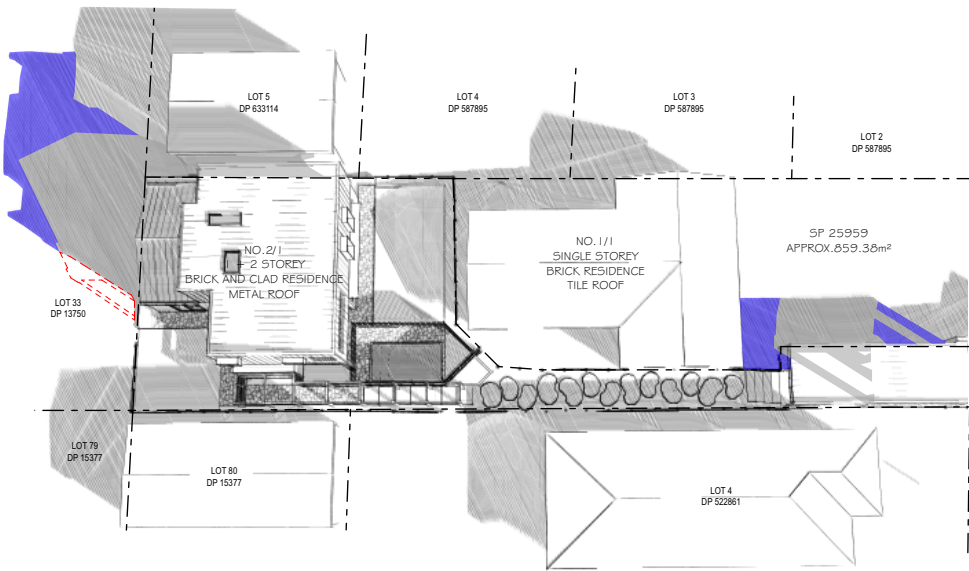 LOT 5
DP 633114
LOT 4
DP 587895
LOT 3
DP 587895
LOT 2
DP 587895
SP 25959
APPROX.859.38m²
NO.2/1
2 STOREY
BRICK AND CLAD RESIDENCE
METAL ROOF
NO.1/1
SINGLE STOREY
BRICK RESIDENCE
TILE ROOF
LOT 33
DP 13750
LOT 79
DP 15377
LOT 80
DP 15377
LOT 4
DP 522861